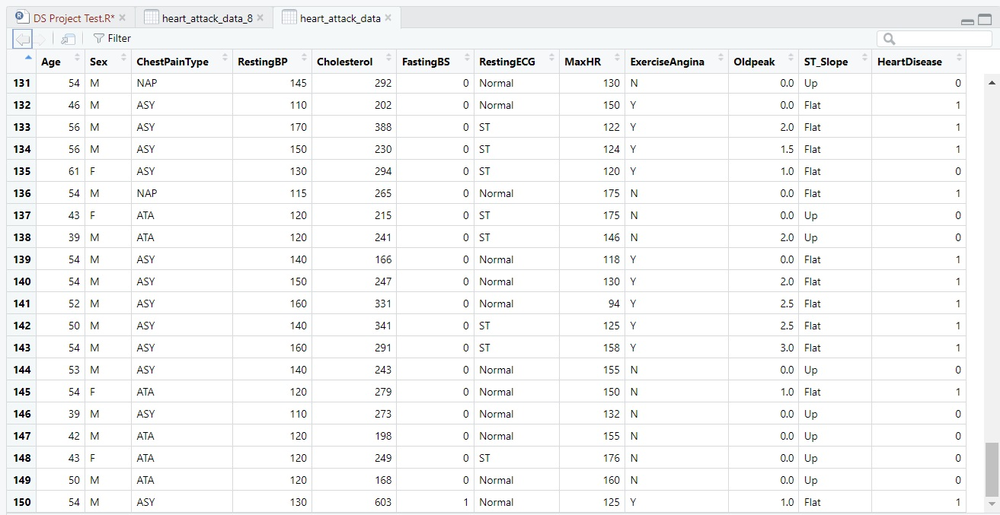 DS Project Test.R* heart_attack_data_8 heart_attack_data
Filter
Age Sex ChestPainType RestingBP Cholesterol FastingBS RestingECG MaxHR ExerciseAngina Oldpeak ST_Slope HeartDisease
131 54 M NAP 145 292 0 Normal 130 N 0.0 Up 0
132 46 M ASY 110 202 0 Normal 150 Y 0.0 Flat 1
133 56 M ASY 170 388 0 ST 122 Y 2.0 Flat 1
134 56 M ASY 150 230 0 ST 124 Y 1.5 Flat 1
135 61 F ASY 130 294 0 ST 120 Y 1.0 Flat 0
136 54 M NAP 115 265 0 Normal 175 N 0.0 Flat 1
137 43 F ATA 120 215 0 ST 175 N 0.0 Up 0
138 39 M ATA 120 241 0 ST 146 N 2.0 Up 0
139 54 M ASY 140 166 0 Normal 118 Y 0.0 Flat 1
140 54 M ASY 150 247 0 Normal 130 Y 2.0 Flat 1
141 52 M ASY 160 331 0 Normal 94 Y 2.5 Flat 1
142 50 M ASY 140 341 0 ST 125 Y 2.5 Flat 1
143 54 M ASY 160 291 0 ST 158 Y 3.0 Flat 1
144 53 M ASY 140 243 0 Normal 155 N 0.0 Up 0
145 54 F ATA 120 279 0 Normal 150 N 1.0 Flat 1
146 39 M ASY 110 273 0 Normal 132 N 0.0 Up 0
147 42 M ATA 120 198 0 Normal 155 N 0.0 Up 0
148 43 F ATA 120 249 0 ST 176 N 0.0 Up 0
149 50 M ATA 120 168 0 Normal 160 N 0.0 Up 0
150 54 M ASY 130 603 1 Normal 125 Y 1.0 Flat 1